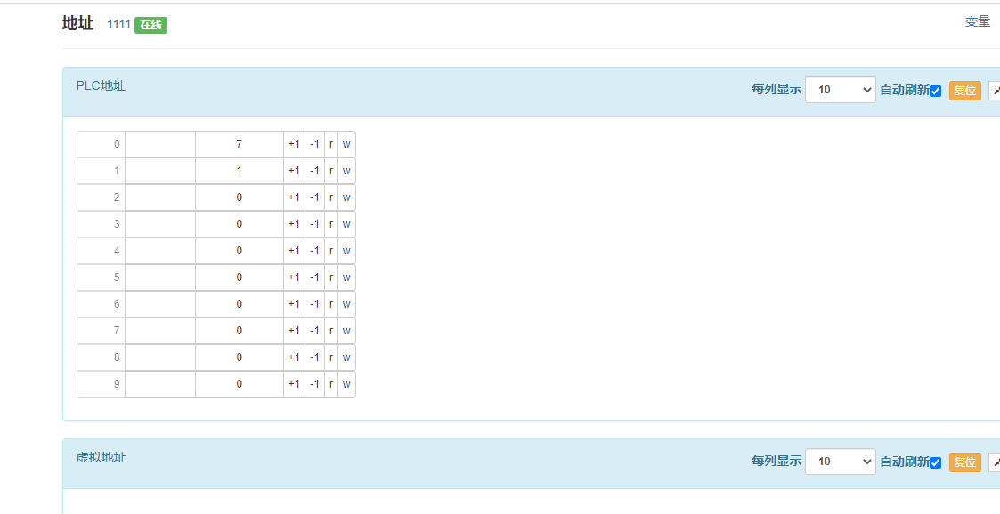 地址 1111 在线 变量
PLC地址 每列显示 10 自动刷新 复位
0 7 +1 -1 r w
1 1 +1 -1 r w
2 0 +1 -1 r w
3 0 +1 -1 r w
4 0 +1 -1 r w
5 0 +1 -1 r w
6 0 +1 -1 r w
7 0 +1 -1 r w
8 0 +1 -1 r w
9 0 +1 -1 r w
虚拟地址 每列显示 10 自动刷新 复位